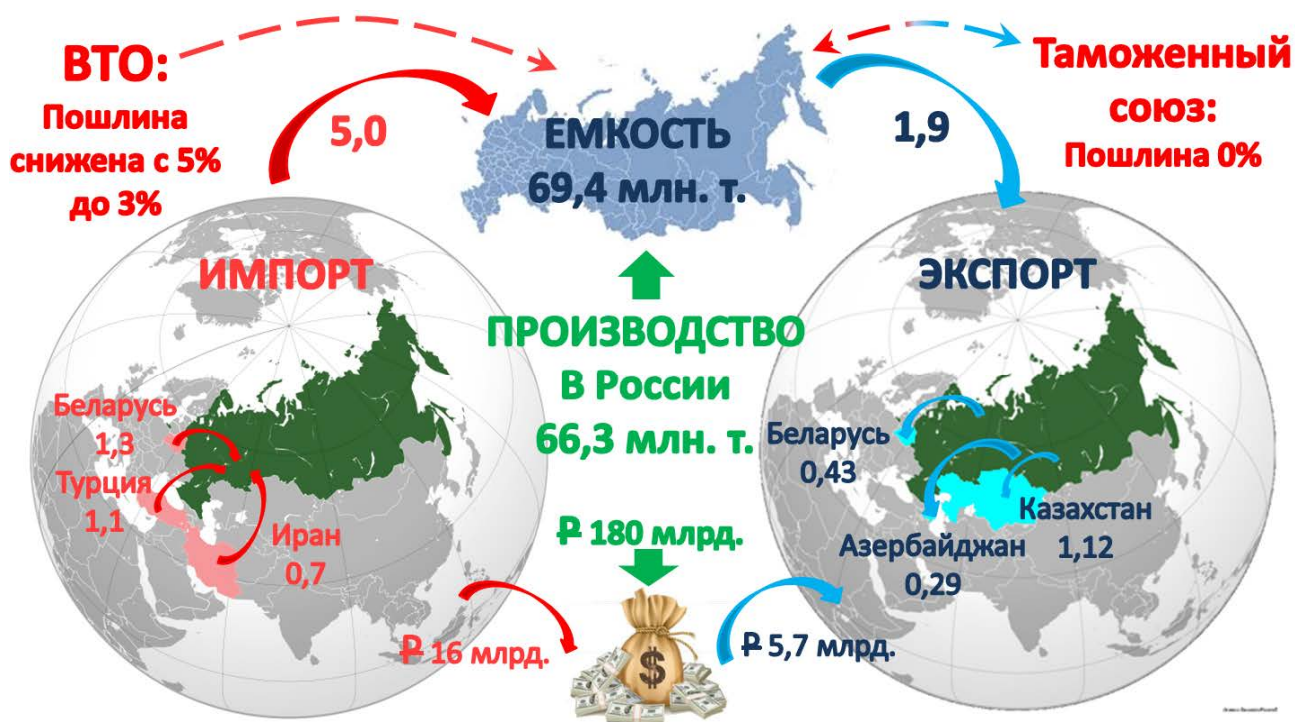 ВТО:
Пошлина
снижена с 5%
до 3%
5,0
ЕМКОСТЬ
69,4 млн. т.
1,9
Таможенный
союз:
Пошлина 0%
ИМПОРТ
Беларусь
1,3
Турция
1,1
Иран
0,7
ПРОИЗВОДСТВО
В России
66,3 млн. т.
₽ 180 млрд.
ЭКСПОРТ
Беларусь
0,43
Казахстан
1,12
Азербайджан
0,29
₽ 16 млрд.
$
₽ 5,7 млрд.